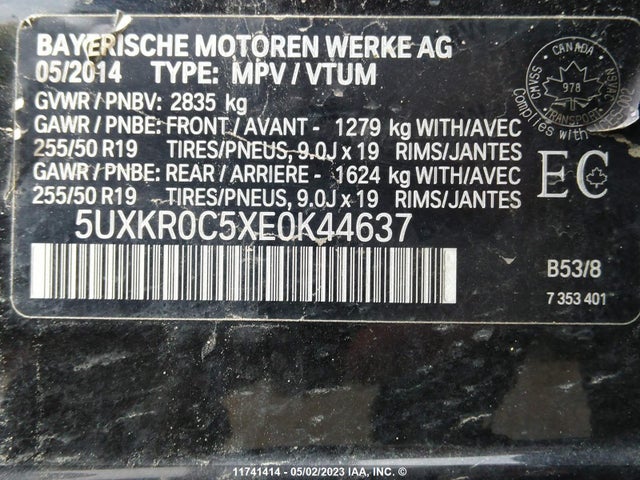 BAYERISCHE MOTOREN WERKE AG
05/2014 TYPE: MPV / VTUM
GVWR / PNBV: 2835 kg
GAWR / PNBE: FRONT / AVANT - 1279 kg WITH/AVEC
255/50 R19 TIRES/PNEUS, 9.0J x 19 RIMS/JANTES
GAWR / PNBE: REAR / ARRIERE - 1624 kg WITH/AVEC
255/50 R19 TIRES/PNEUS, 9.0J x 19 RIMS/JANTES
5UXKR0C5XE0K44637
CANADA
978
TRANSPORT
CMVSS
Complies with
EC
B53/8
7 353 401
11741414 - 05/02/2023 IAA, INC. ©